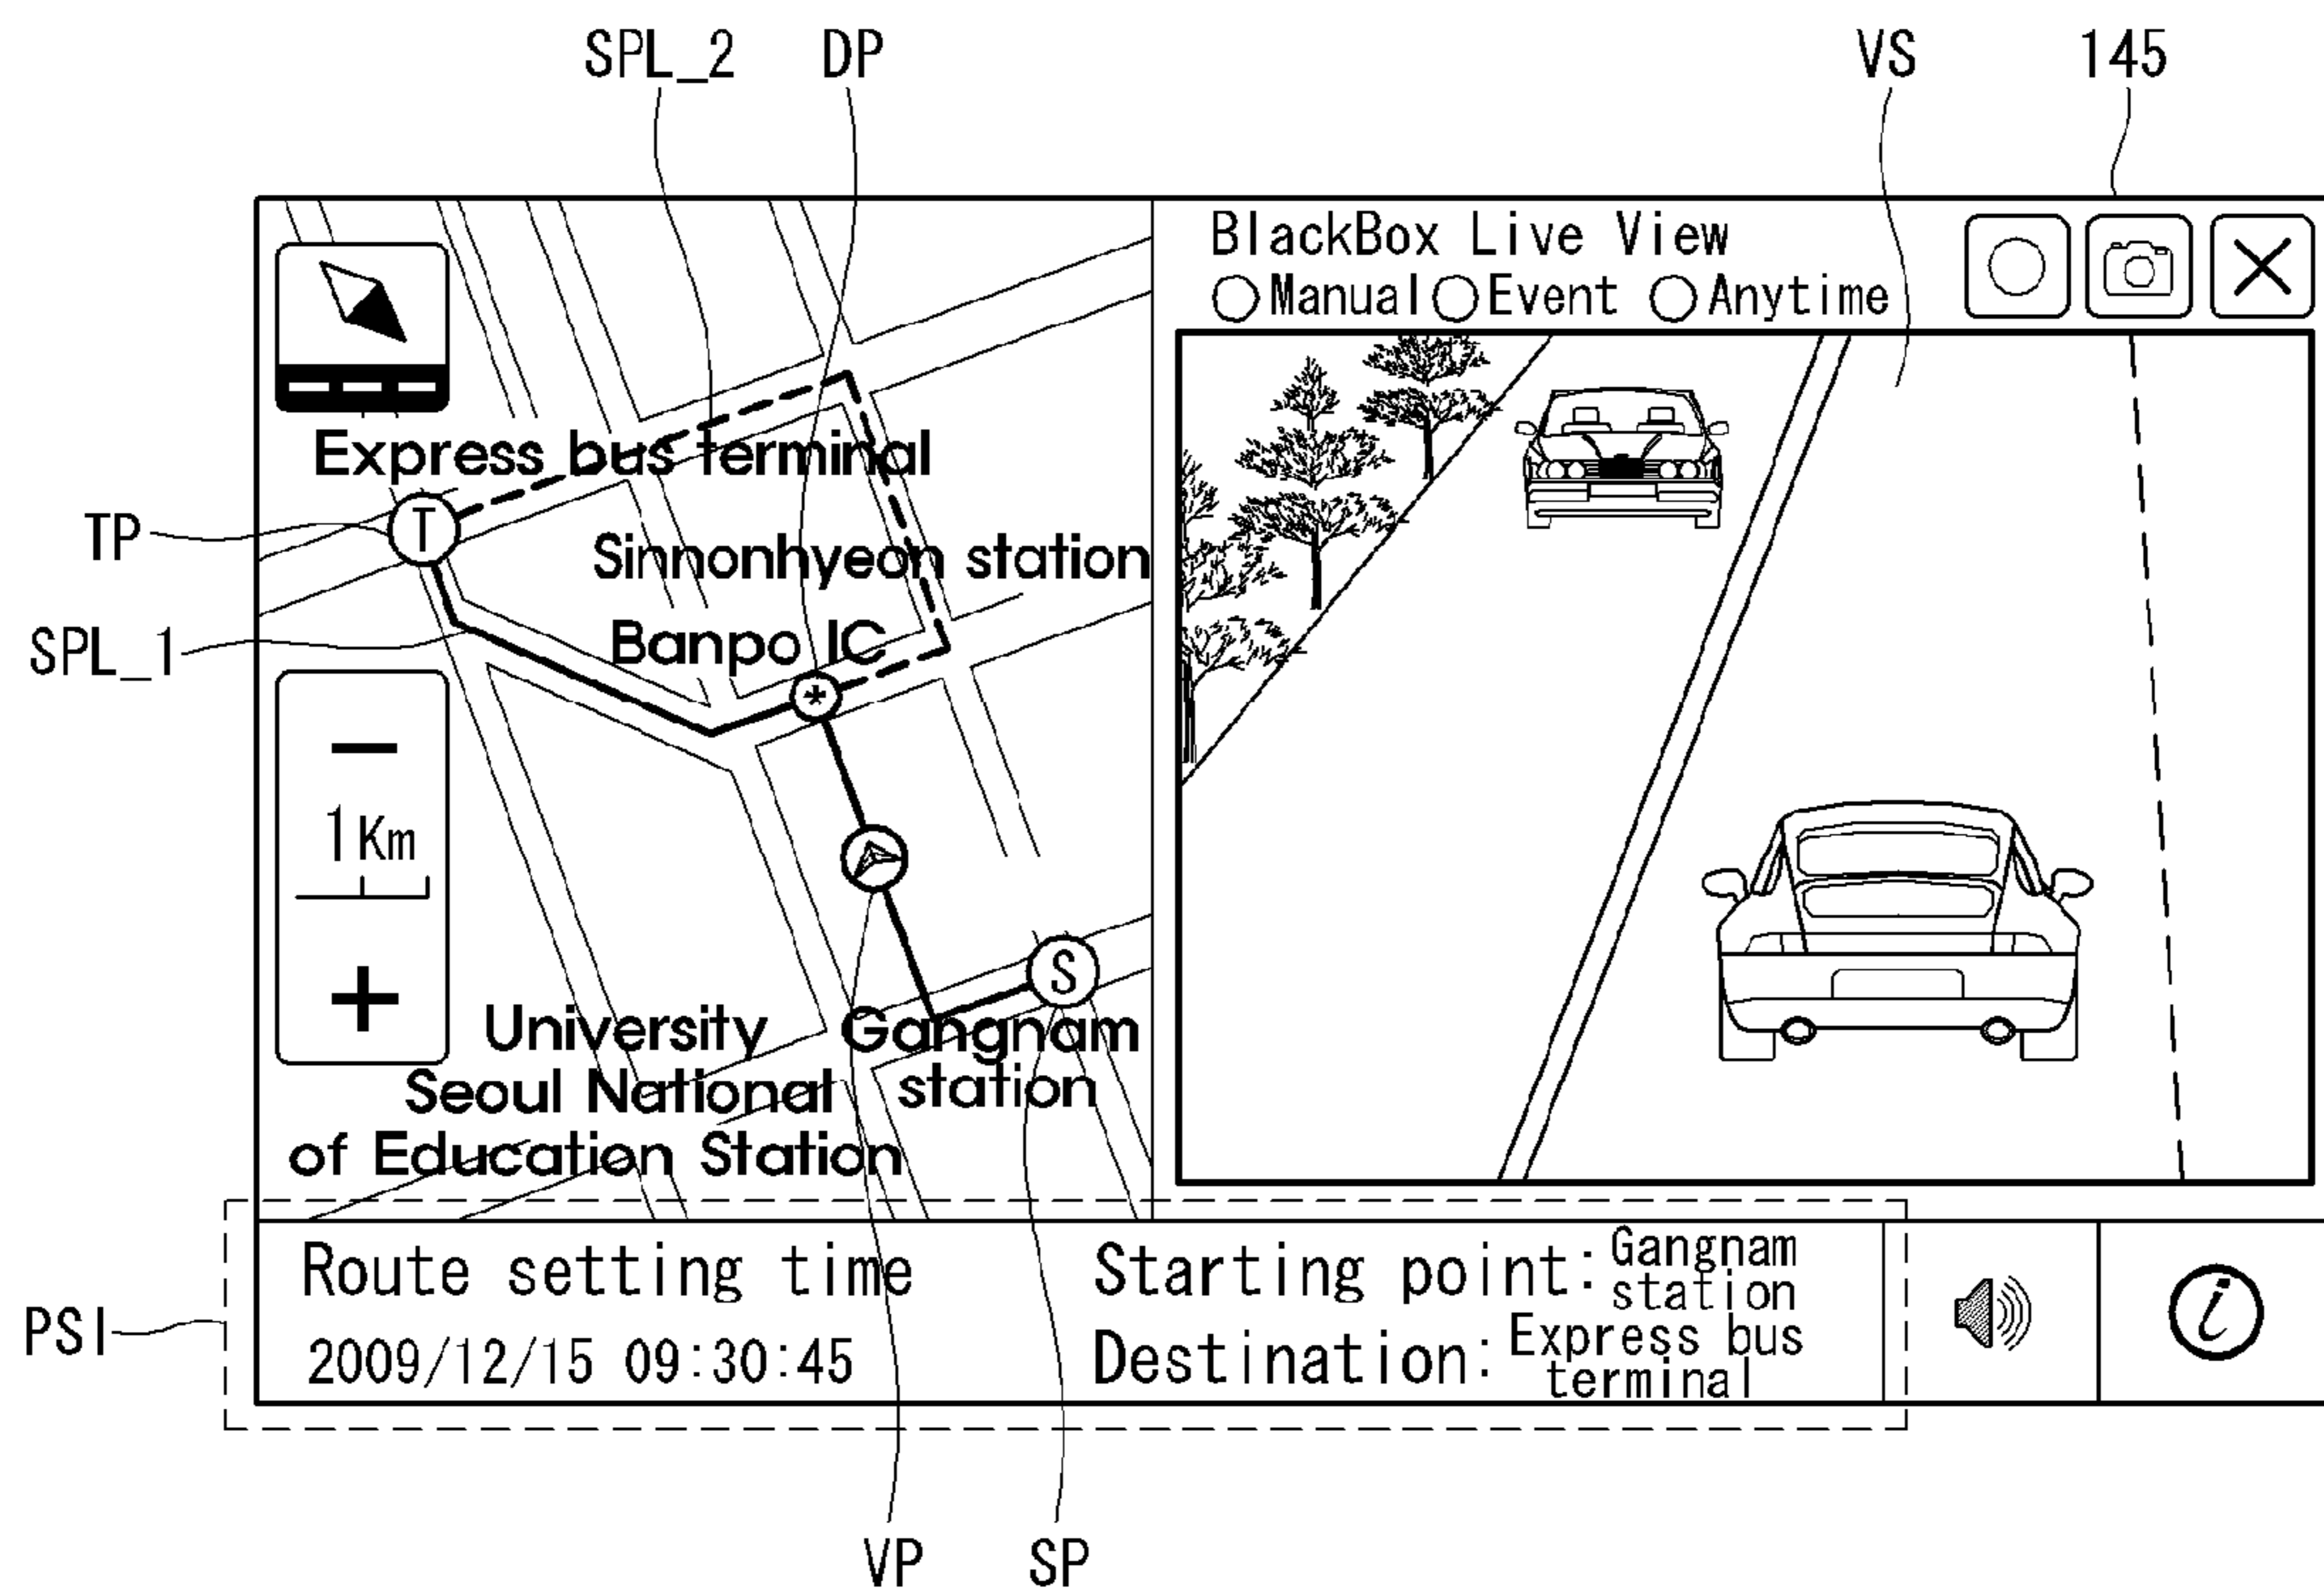 SPL_2 DP VS 145
BlackBox Live View
Manual Event Anytime
Express bus terminal
T
TP
Sinnonhyeon station
SPL_1
Banpo IC
*
−
1Km
+
S
University
Seoul National
of Education Station
Gangnam
station
PSI
Route setting time
2009/12/15 09:30:45
Starting point: Gangnam
station
Destination: Express bus
terminal
i
VP SP